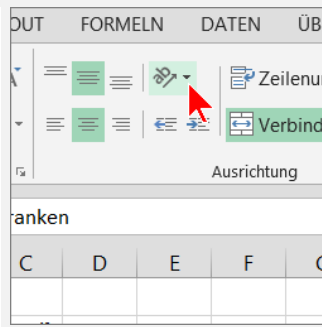 OUT FORMELN DATEN ÜB
Zeilenu
Verbind
Ausrichtung
ranken
C D E F